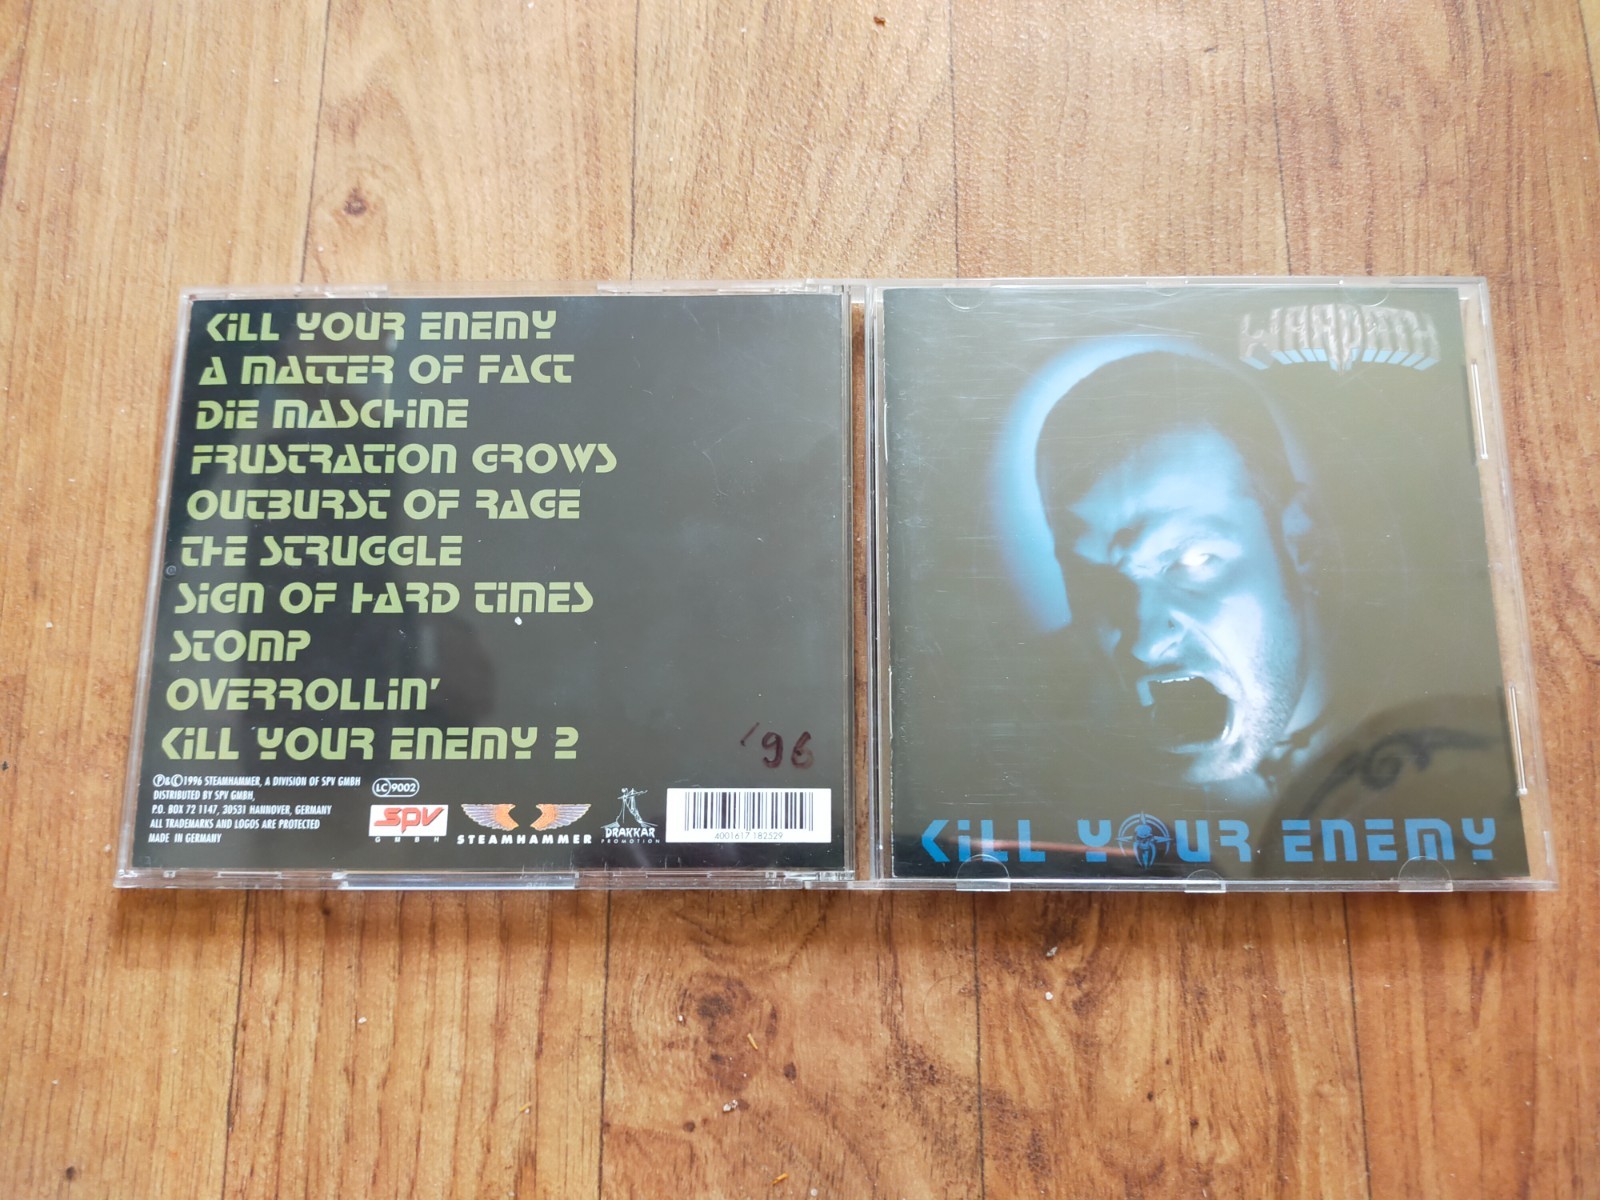 KILL YOUR ENEMY
A MATTER OF FACT
DIE MASCHINE
FRUSTRATION GROWS
OUTBURST OF RAGE
THE STRUGGLE
SIGN OF HARD TIMES
STOMP
OVERROLLIN'
KILL YOUR ENEMY 2
'96
℗&©1996 STEAMHAMMER, A DIVISION OF SPV GMBH
DISTRIBUTED BY SPV GMBH,
P.O. BOX 72 1147, 30531 HANNOVER, GERMANY
ALL TRADEMARKS AND LOGOS ARE PROTECTED
MADE IN GERMANY
LC 9002
SPV
GMBH
STEAMHAMMER
DRAKKAR
PROMOTION
4001617 182529
WARPATH
KILL YOUR ENEMY